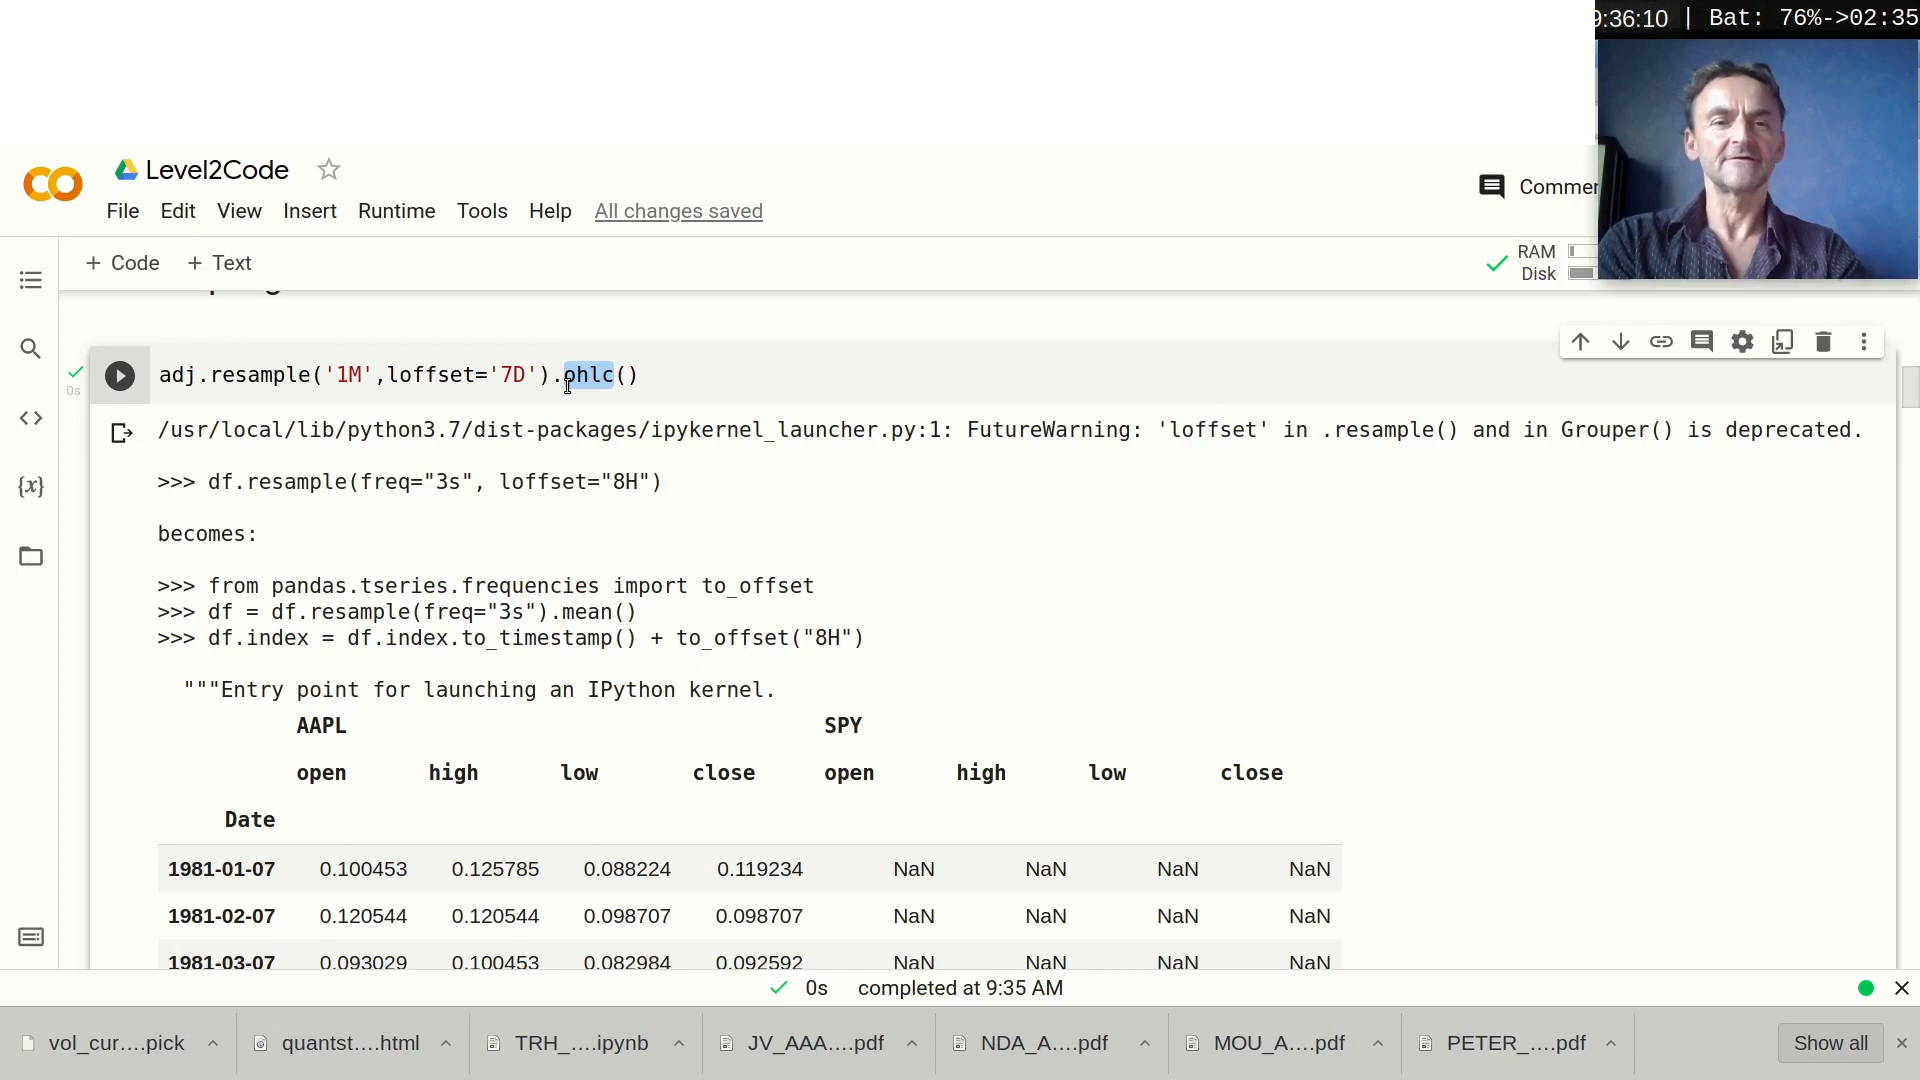 9:36:10 | Bat: 76%->02:35
Level2Code
File Edit View Insert Runtime Tools Help All changes saved
Commen
+ Code + Text
RAM
Disk
adj.resample('1M',loffset='7D').ohlc()
0s
/usr/local/lib/python3.7/dist-packages/ipykernel_launcher.py:1: FutureWarning: 'loffset' in .resample() and in Grouper() is deprecated.
>>> df.resample(freq="3s", loffset="8H")
becomes:
>>> from pandas.tseries.frequencies import to_offset
>>> df = df.resample(freq="3s").mean()
>>> df.index = df.index.to_timestamp() + to_offset("8H")
"""Entry point for launching an IPython kernel.
AAPL SPY
open high low close open high low close
Date
1981-01-07 0.100453 0.125785 0.088224 0.119234 NaN NaN NaN NaN
1981-02-07 0.120544 0.120544 0.098707 0.098707 NaN NaN NaN NaN
1981-03-07 0.093029 0.100453 0.082984 0.092592 NaN NaN NaN NaN
0s completed at 9:35 AM
vol_cur....pick quantst....html TRH_....ipynb JV_AAA....pdf NDA_A....pdf MOU_A....pdf PETER_....pdf Show all